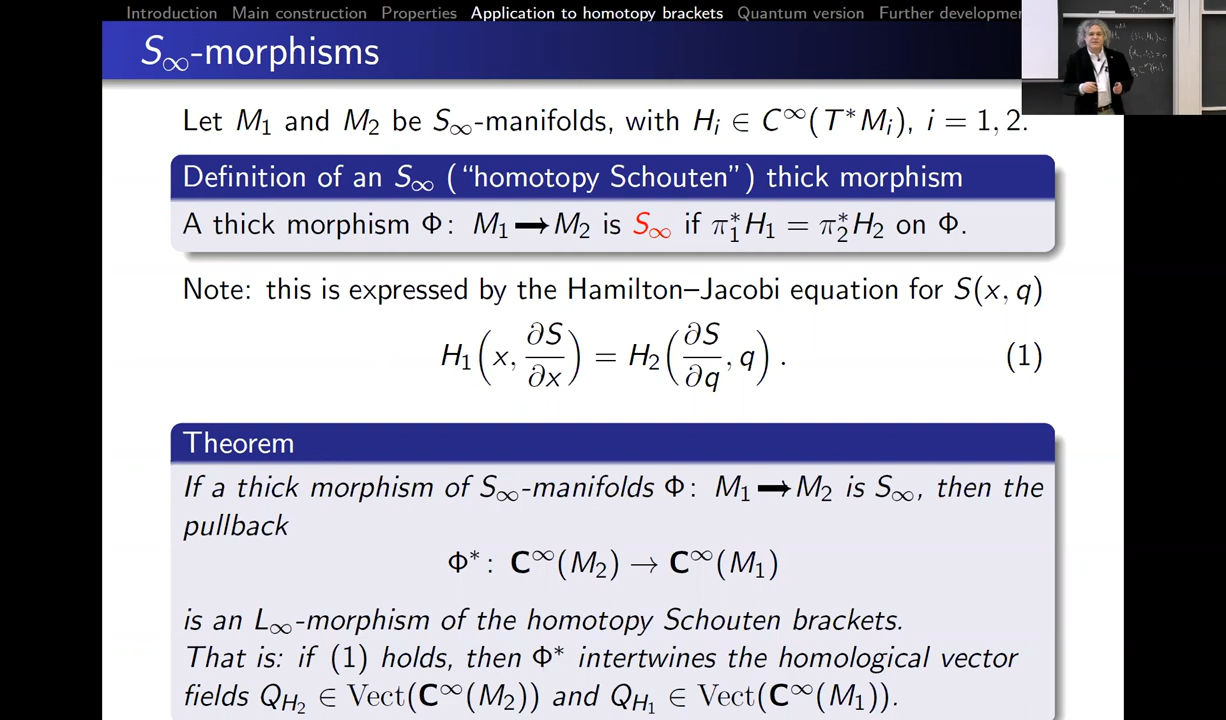 Introduction Main construction Properties Application to homotopy brackets Quantum version Further
S∞-morphisms
Let M₁ and M₂ be S∞-manifolds, with Hᵢ ∈ C^∞(T*Mᵢ), i = 1, 2.
Definition of an S∞ (“homotopy Schouten”) thick morphism
A thick morphism Φ: M₁ ➞ M₂ is S∞ if π₁*H₁ = π₂*H₂ on Φ.
Note: this is expressed by the Hamilton–Jacobi equation for S(x, q)
H₁(x, ∂S/∂x) = H₂(∂S/∂q, q) . (1)
Theorem
If a thick morphism of S∞-manifolds Φ: M₁ ➞ M₂ is S∞, then the
pullback
Φ*: C^∞(M₂) → C^∞(M₁)
is an L∞-morphism of the homotopy Schouten brackets.
That is: if (1) holds, then Φ* intertwines the homological vector
fields Q_{H₂} ∈ Vect(C^∞(M₂)) and Q_{H₁} ∈ Vect(C^∞(M₁)).